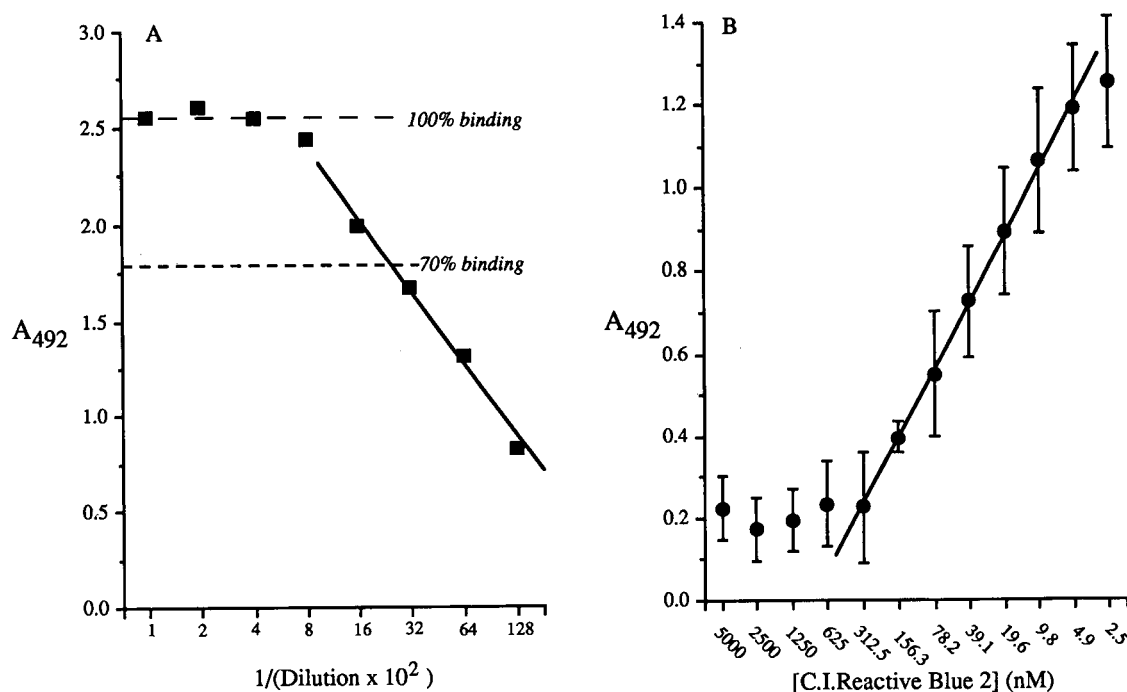 A
3.0
2.5
2.0
1.5
1.0
0.5
0.0
A492
100% binding
70% binding
1 2 4 8 16 32 64 128
1/(Dilution x 10²)
B
1.4
1.2
1.0
0.8
0.6
0.4
0.2
0.0
A492
5000 2500 1250 625 312.5 156.3 78.2 39.1 19.6 9.8 4.9 2.5
[C.I.Reactive Blue 2] (nM)